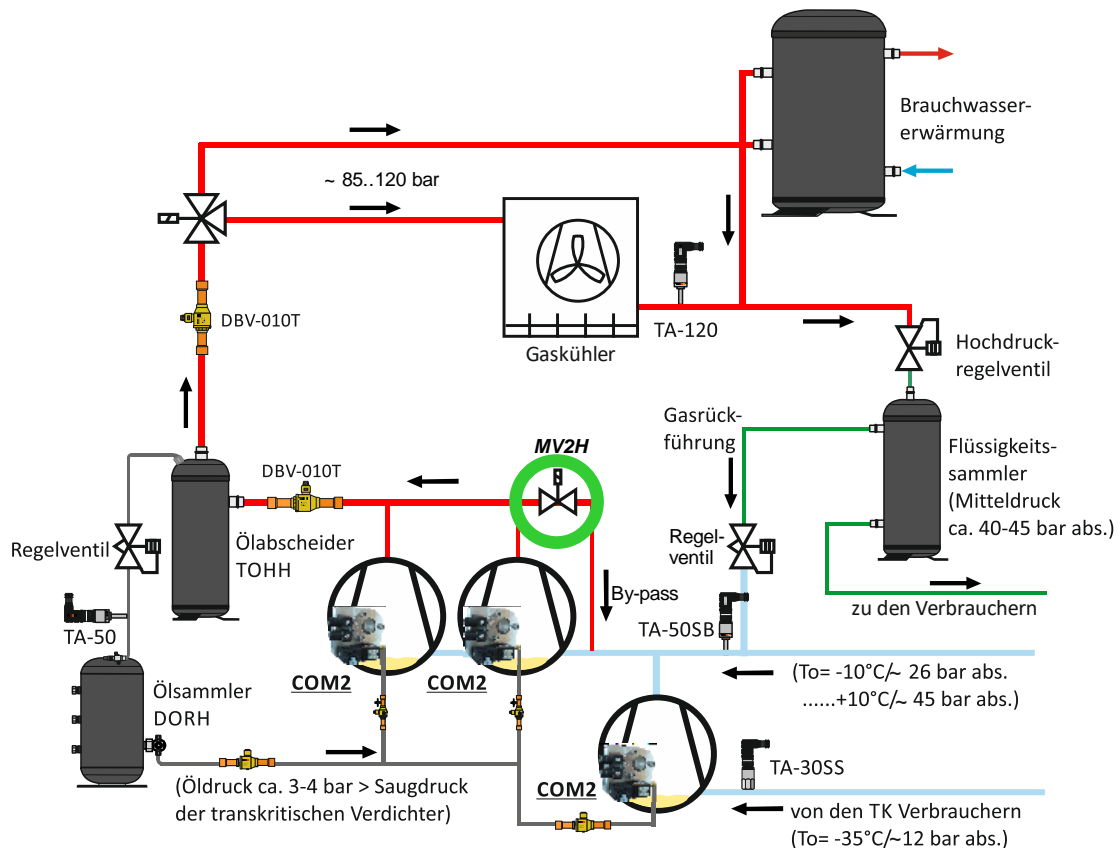 Brauchwasser-
erwärmung
~ 85..120 bar
DBV-010T
TA-120
Gaskühler
Hochdruck-
regelventil
Gasrück-
führung
MV2H
DBV-010T
Flüssigkeits-
sammler
(Mitteldruck
ca. 40-45 bar abs.)
Regelventil
Ölabscheider
TOHH
Regel-
ventil
By-pass
zu den Verbrauchern
TA-50
TA-50SB
COM2
COM2
(To= -10°C/~ 26 bar abs.
......+10°C/~ 45 bar abs.)
Ölsammler
DORH
TA-30SS
(Öldruck ca. 3-4 bar > Saugdruck
der transkritischen Verdichter)
COM2
von den TK Verbrauchern
(To= -35°C/~12 bar abs.)